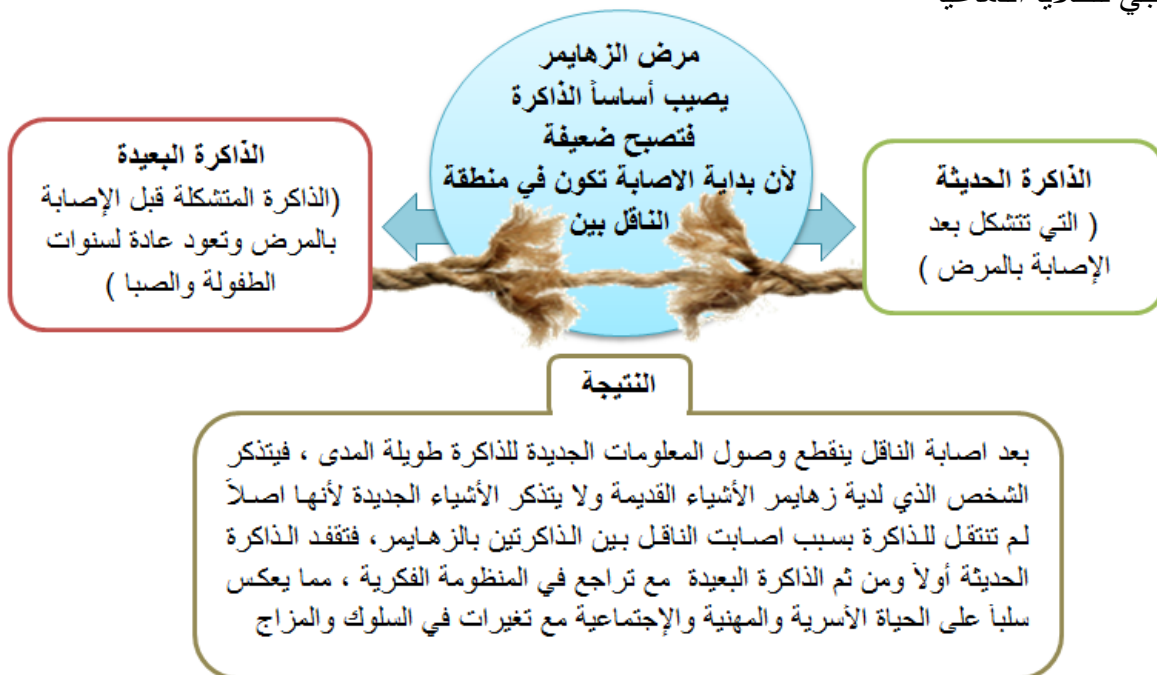 مرض الزهايمر
يصيب أساساً الذاكرة
فتصبح ضعيفة
لأن بداية الاصابة تكون في منطقة
الناقل بين
الذاكرة الحديثة
( التي تتشكل بعد
الإصابة بالمرض )
الذاكرة البعيدة
(الذاكرة المتشكلة قبل الإصابة
بالمرض وتعود عادة لسنوات
الطفولة والصبا )
النتيجة
بعد اصابة الناقل ينقطع وصول المعلومات الجديدة للذاكرة طويلة المدى ، فيتذكر
الشخص الذي لدية زهايمر الأشياء القديمة ولا يتذكر الأشياء الجديدة لأنها اصلاً
لم تنتقل للذاكرة بسبب اصابت الناقل بين الذاكرتين بالزهايمر، فتفقد الذاكرة
الحديثة أولاً ومن ثم الذاكرة البعيدة مع تراجع في المنظومة الفكرية ، مما يعكس
سلباً على الحياة الأسرية والمهنية والإجتماعية مع تغيرات في السلوك والمزاج